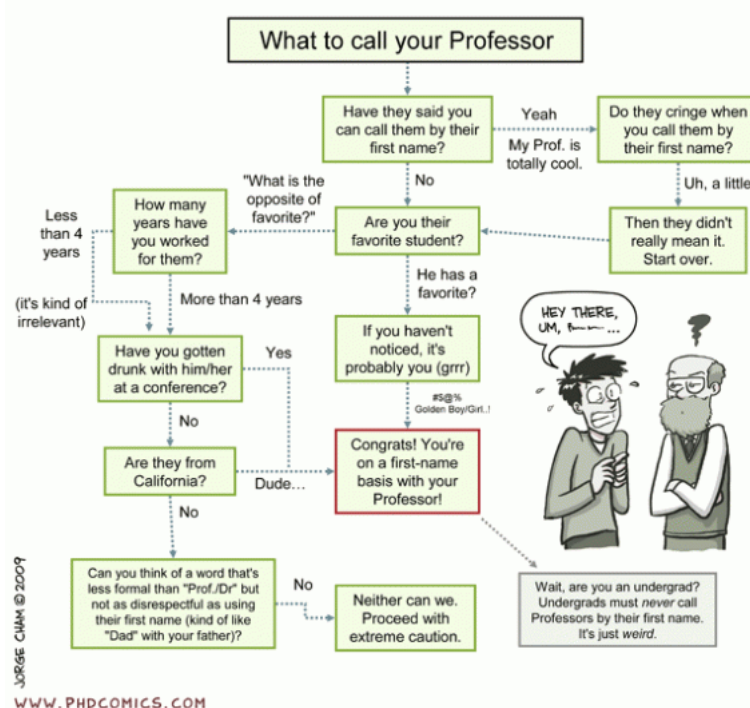 What to call your Professor
Have they said you
can call them by their
first name?
Yeah
My Prof. is
totally cool.
Do they cringe when
you call them by
their first name?
No
Uh, a little
"What is the
opposite of
favorite?"
How many
years have
you worked
for them?
Less
than 4
years
Are you their
favorite student?
Then they didn't
really mean it.
Start over.
He has a
favorite?
(it's kind of
irrelevant)
More than 4 years
If you haven't
noticed, it's
probably you (grrr)
HEY THERE,
UM,
Have you gotten
drunk with him/her
at a conference?
Yes
#$@%
Golden Boy/Girl..!
No
Congrats! You're
on a first-name
basis with your
Professor!
Are they from
California?
Dude...
No
Can you think of a word that's
less formal than "Prof./Dr" but
not as disrespectful as using
their first name (kind of like
"Dad" with your father)?
No
Neither can we.
Proceed with
extreme caution.
Wait, are you an undergrad?
Undergrads must never call
Professors by their first name.
It's just weird.
?
JORGE CHAM © 2009
WWW.PHDCOMICS.COM